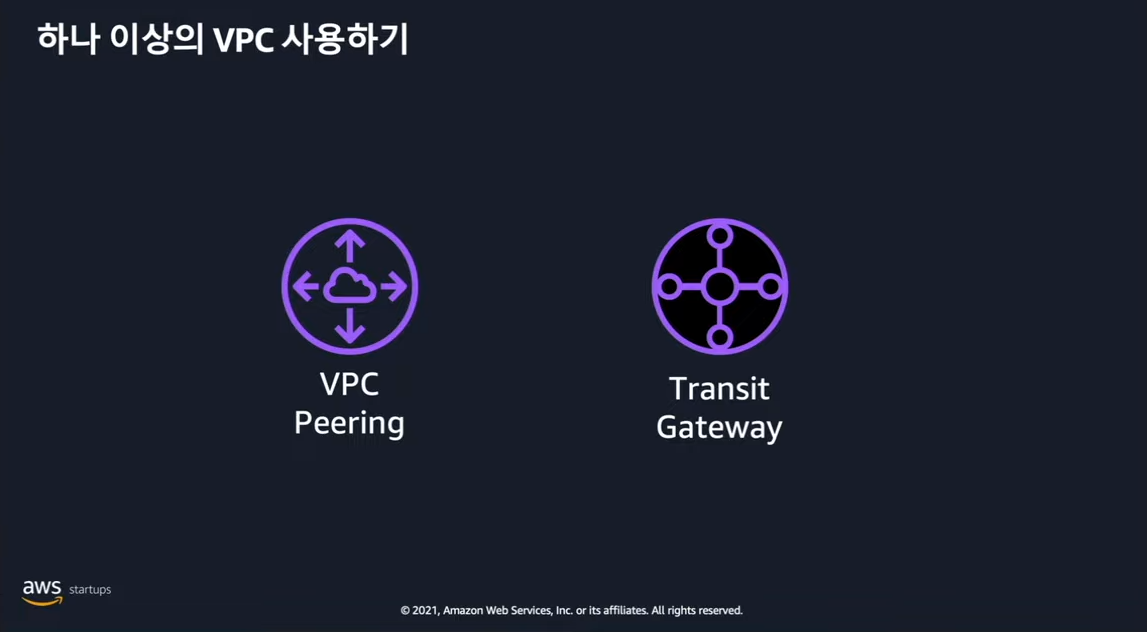 하나 이상의 VPC 사용하기
VPC
Peering
Transit
Gateway
aws startups
© 2021, Amazon Web Services, Inc. or its affiliates. All rights reserved.